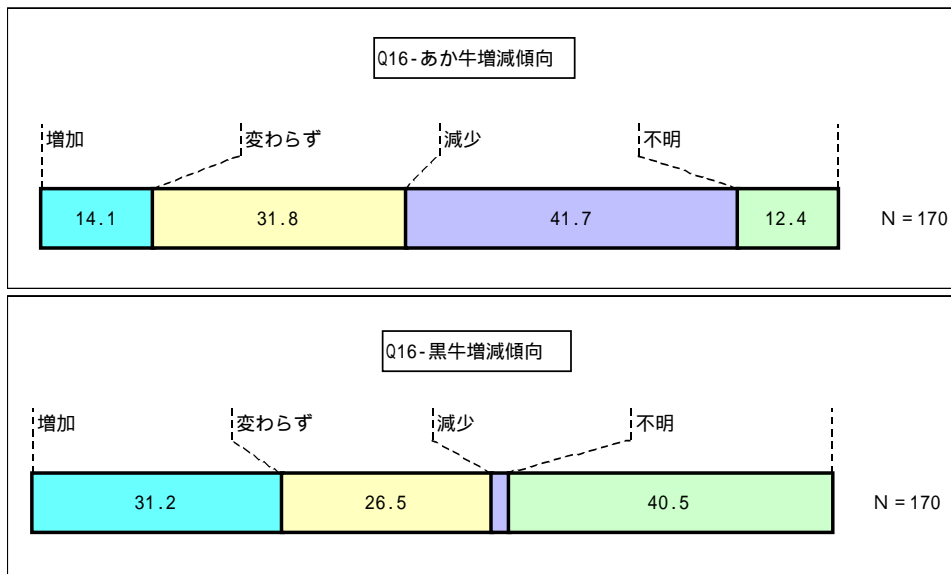 Q16-あか牛増減傾向
増加 変わらず 減少 不明
14.1 31.8 41.7 12.4 N=170
Q16-黒牛増減傾向
増加 変わらず 減少 不明
31.2 26.5 40.5 N=170